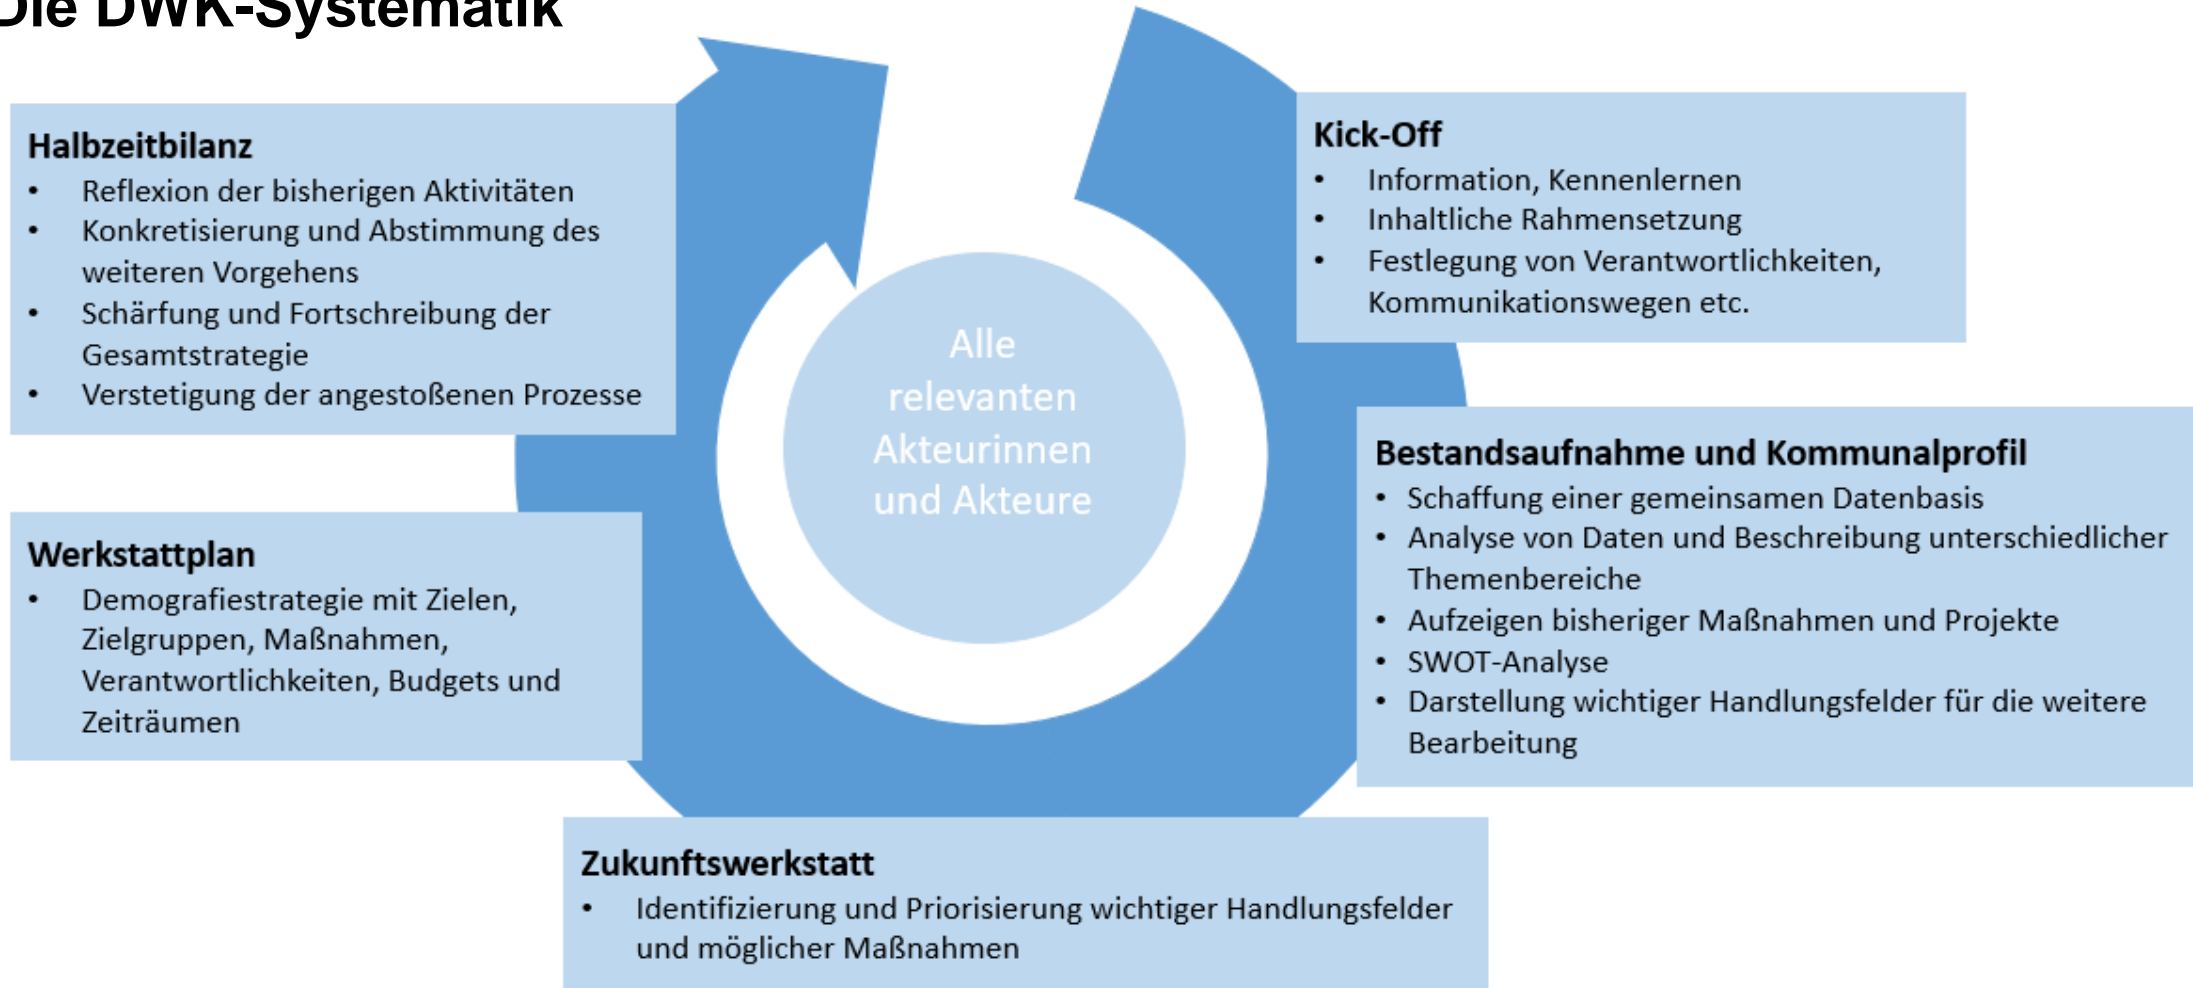 Die DWK-Systematik
Kick-Off
• Information, Kennenlernen
• Inhaltliche Rahmensetzung
• Festlegung von Verantwortlichkeiten,
Kommunikationswegen etc.
Bestandsaufnahme und Kommunalprofil
• Schaffung einer gemeinsamen Datenbasis
• Analyse von Daten und Beschreibung unterschiedlicher
Themenbereiche
• Aufzeigen bisheriger Maßnahmen und Projekte
• SWOT-Analyse
• Darstellung wichtiger Handlungsfelder für die weitere
Bearbeitung
Zukunftswerkstatt
• Identifizierung und Priorisierung wichtiger Handlungsfelder
und möglicher Maßnahmen
Werkstattplan
• Demografiestrategie mit Zielen,
Zielgruppen, Maßnahmen,
Verantwortlichkeiten, Budgets und
Zeiträumen
Halbzeitbilanz
• Reflexion der bisherigen Aktivitäten
• Konkretisierung und Abstimmung des
weiteren Vorgehens
• Schärfung und Fortschreibung der
Gesamtstrategie
• Verstetigung der angestoßenen Prozesse
Alle
relevanten
Akteurinnen
und Akteure